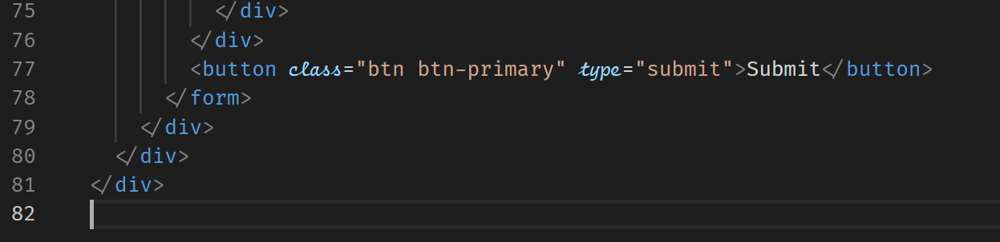 75 </div>
76 </div>
77 <button class="btn btn-primary" type="submit">Submit</button>
78 </form>
79 </div>
80 </div>
81 </div>
82